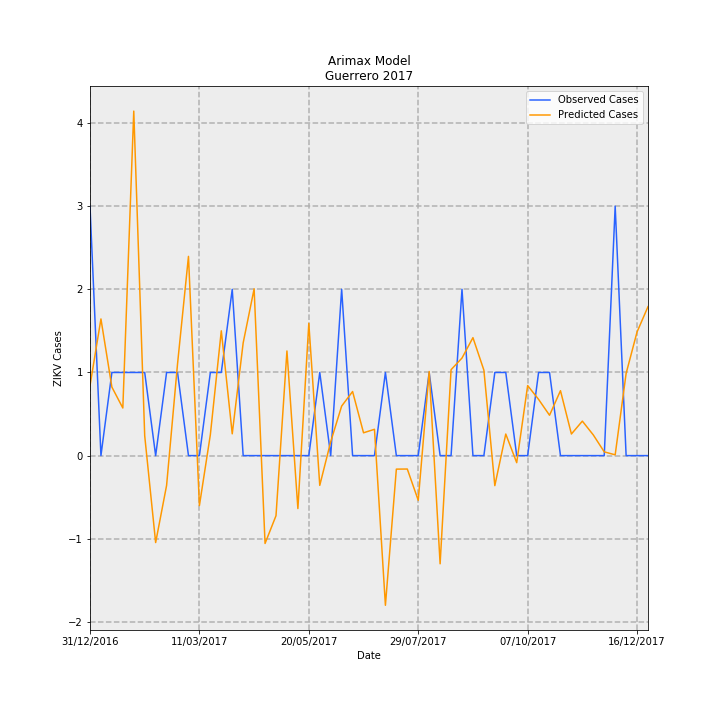 Arimax Model
Guerrero 2017
Observed Cases
Predicted Cases
ZIKV Cases
4
3
2
1
0
−1
−2
31/12/2016 11/03/2017 20/05/2017 29/07/2017 07/10/2017 16/12/2017
Date